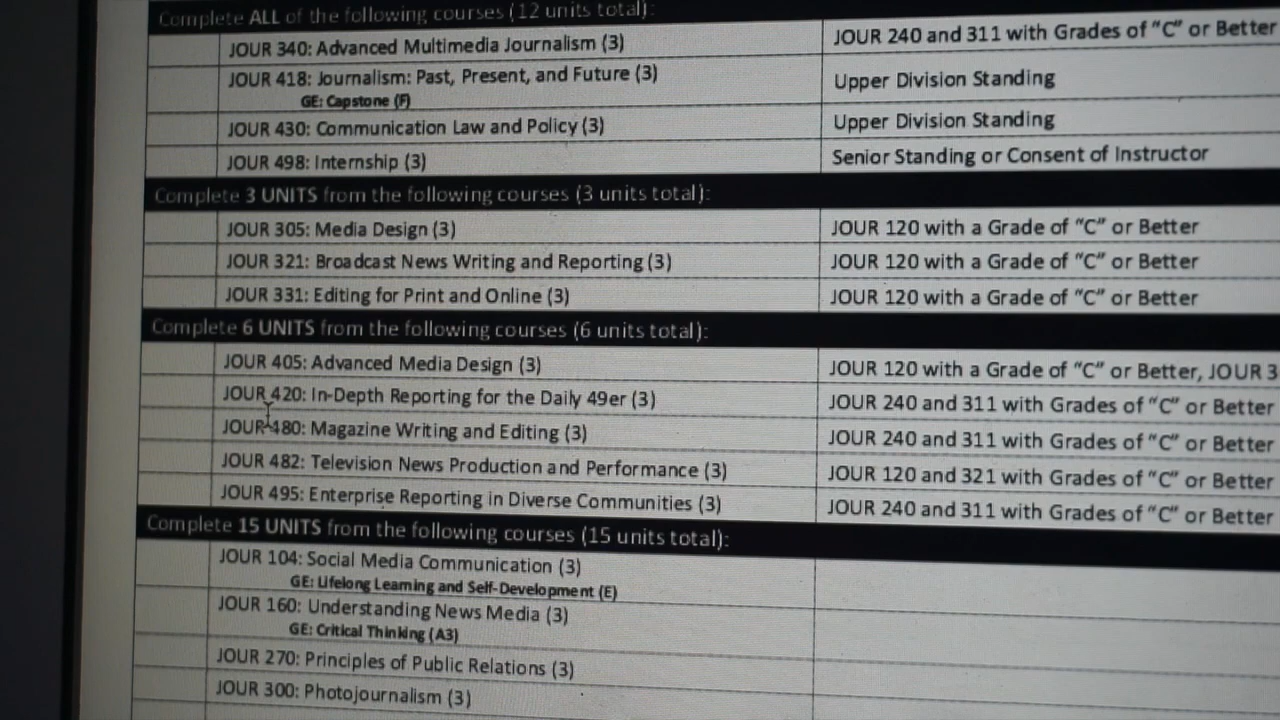 Complete ALL of the following courses (12 units total):
JOUR 340: Advanced Multimedia Journalism (3) JOUR 240 and 311 with Grades of "C" or Better
JOUR 418: Journalism: Past, Present, and Future (3) Upper Division Standing
GE: Capstone (F)
JOUR 430: Communication Law and Policy (3) Upper Division Standing
JOUR 498: Internship (3) Senior Standing or Consent of Instructor
Complete 3 UNITS from the following courses (3 units total):
JOUR 305: Media Design (3) JOUR 120 with a Grade of "C" or Better
JOUR 321: Broadcast News Writing and Reporting (3) JOUR 120 with a Grade of "C" or Better
JOUR 331: Editing for Print and Online (3) JOUR 120 with a Grade of "C" or Better
Complete 6 UNITS from the following courses (6 units total):
JOUR 405: Advanced Media Design (3) JOUR 120 with a Grade of "C" or Better, JOUR 3
JOUR 420: In-Depth Reporting for the Daily 49er (3) JOUR 240 and 311 with Grades of "C" or Better
JOUR 480: Magazine Writing and Editing (3) JOUR 240 and 311 with Grades of "C" or Better
JOUR 482: Television News Production and Performance (3) JOUR 120 and 321 with Grades of "C" or Better
JOUR 495: Enterprise Reporting in Diverse Communities (3) JOUR 240 and 311 with Grades of "C" or Better
Complete 15 UNITS from the following courses (15 units total):
JOUR 104: Social Media Communication (3)
GE: Lifelong Learning and Self-Development (E)
JOUR 160: Understanding News Media (3)
GE: Critical Thinking (A3)
JOUR 270: Principles of Public Relations (3)
JOUR 300: Photojournalism (3)